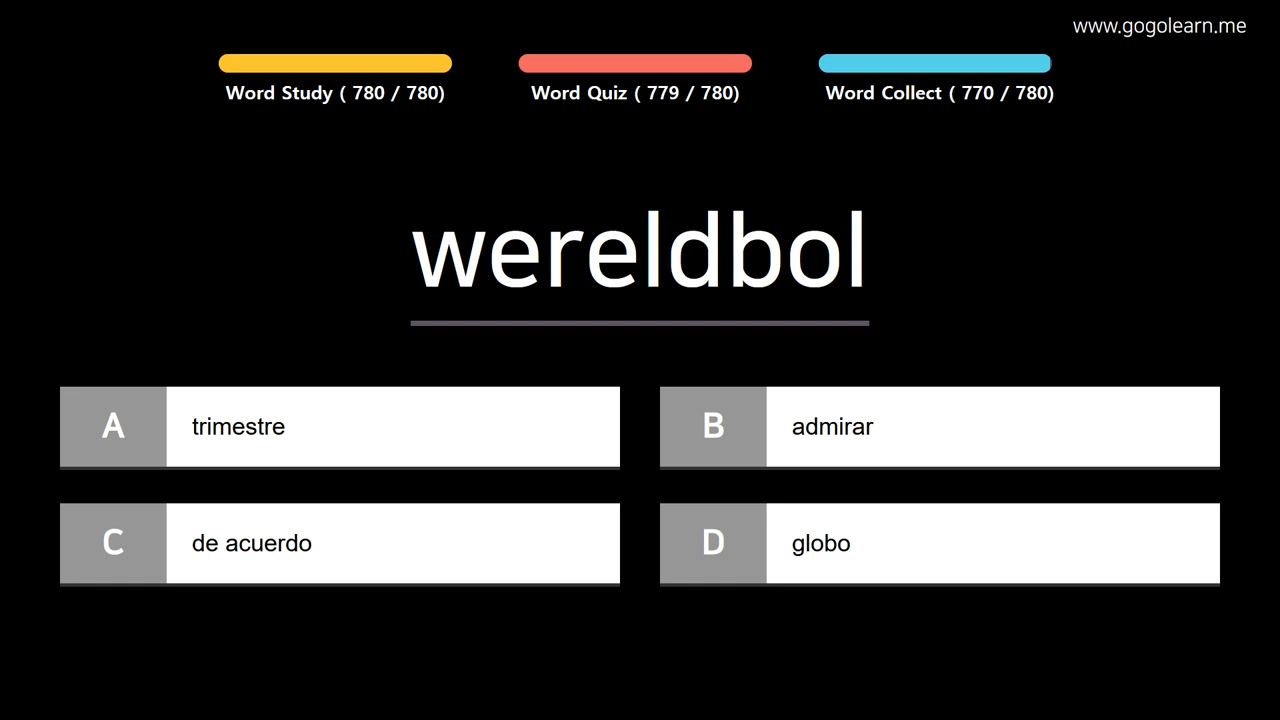 www.gogolearn.me
Word Study ( 780 / 780)
Word Quiz ( 779 / 780)
Word Collect ( 770 / 780)
wereldbol
A trimestre
B admirar
C de acuerdo
D globo